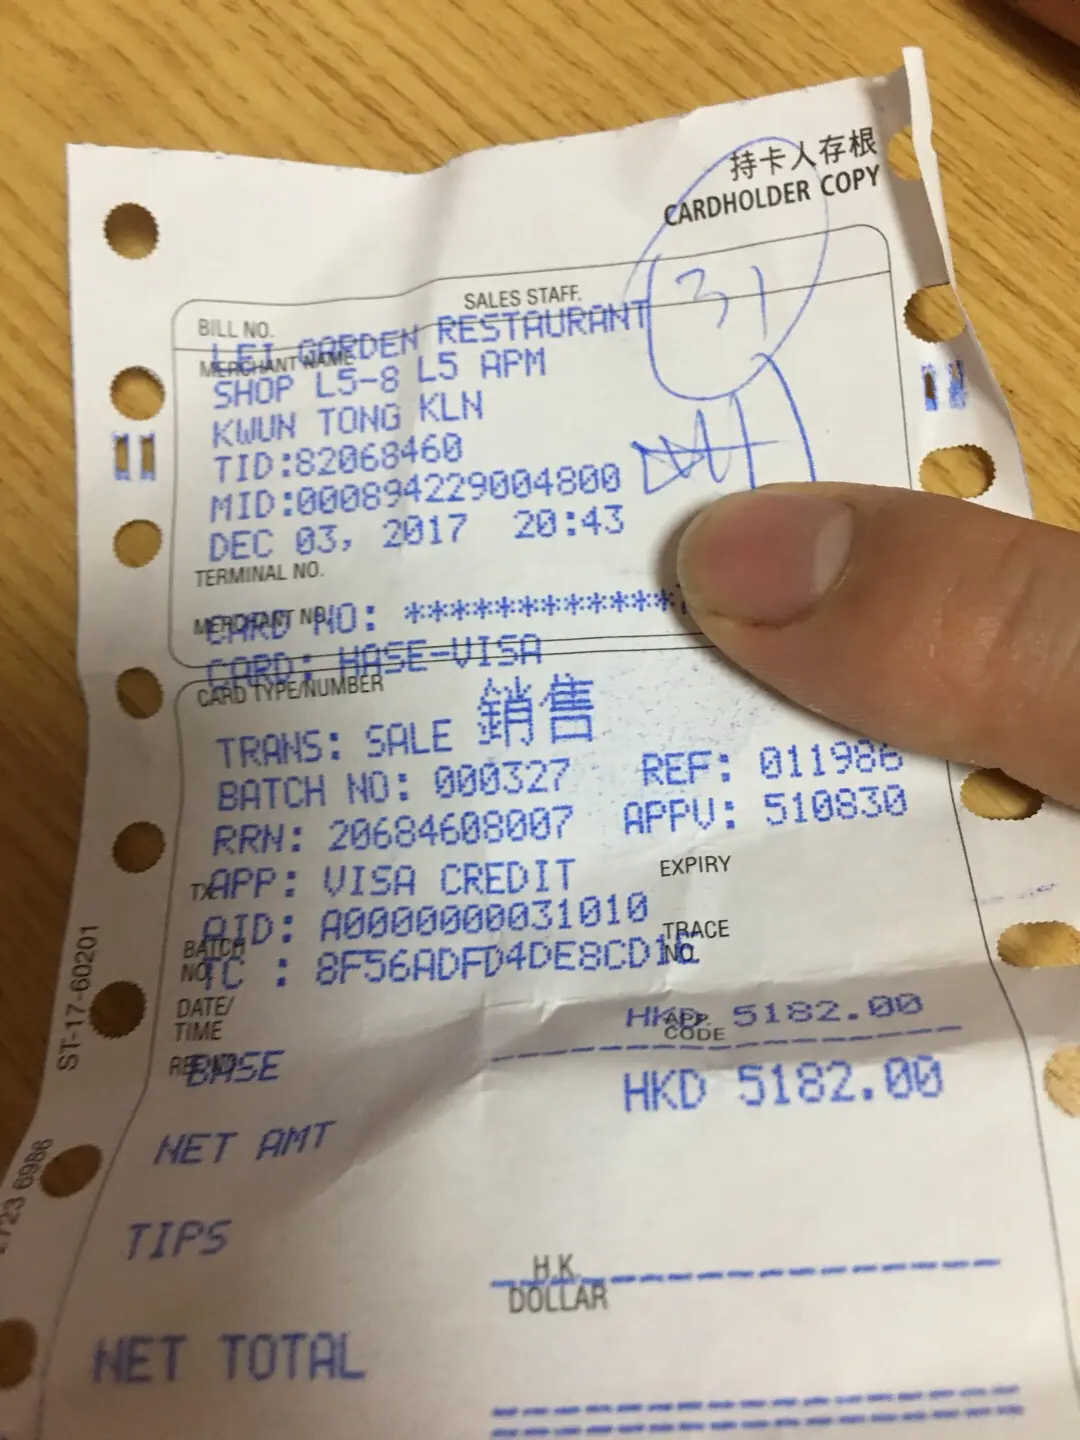 持卡人存根
CARDHOLDER COPY
SALES STAFF.
BILL NO.
31
LEI GARDEN RESTAURANT
MERCHANT NAME
SHOP L5-8 L5 APM
KWUN TONG KLN
TID:82068460
MID:000894229004800
DEC 03, 2017 20:43
TERMINAL NO.
MERCHANT NO.
CARD NO: ************
CARD: HASE-VISA
CARD TYPE/NUMBER
TRANS: SALE 銷售
BATCH NO: 000327 REF: 011986
RRN: 20684608007 APPV: 510830
APP: VISA CREDIT
EXPIRY
AID: A0000000031010
BATCH NO.
TRACE NO.
TC : 8F56ADFD4DE8CD1C
DATE/
TIME
APP.
CODE
BASE HKD 5182.00
NET AMT HKD 5182.00
TIPS
H.K.
DOLLAR
NET TOTAL
ST-17-60201
723 6986